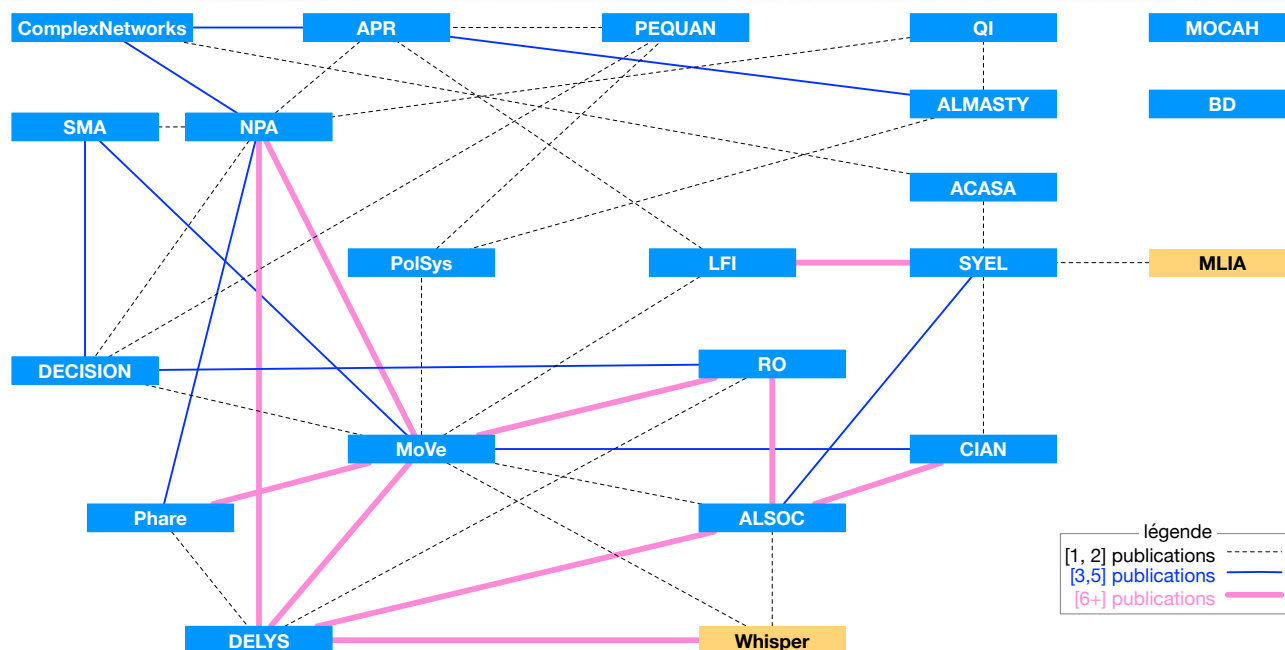 ComplexNetworks
APR
PEQUAN
QI
MOCAH
ALMASTY
BD
SMA
NPA
ACASA
PolSys
LFI
SYEL
MLIA
DECISION
RO
MoVe
CIAN
Phare
ALSOC
légende
[1, 2] publications
[3,5] publications
[6+] publications
DELYS
Whisper